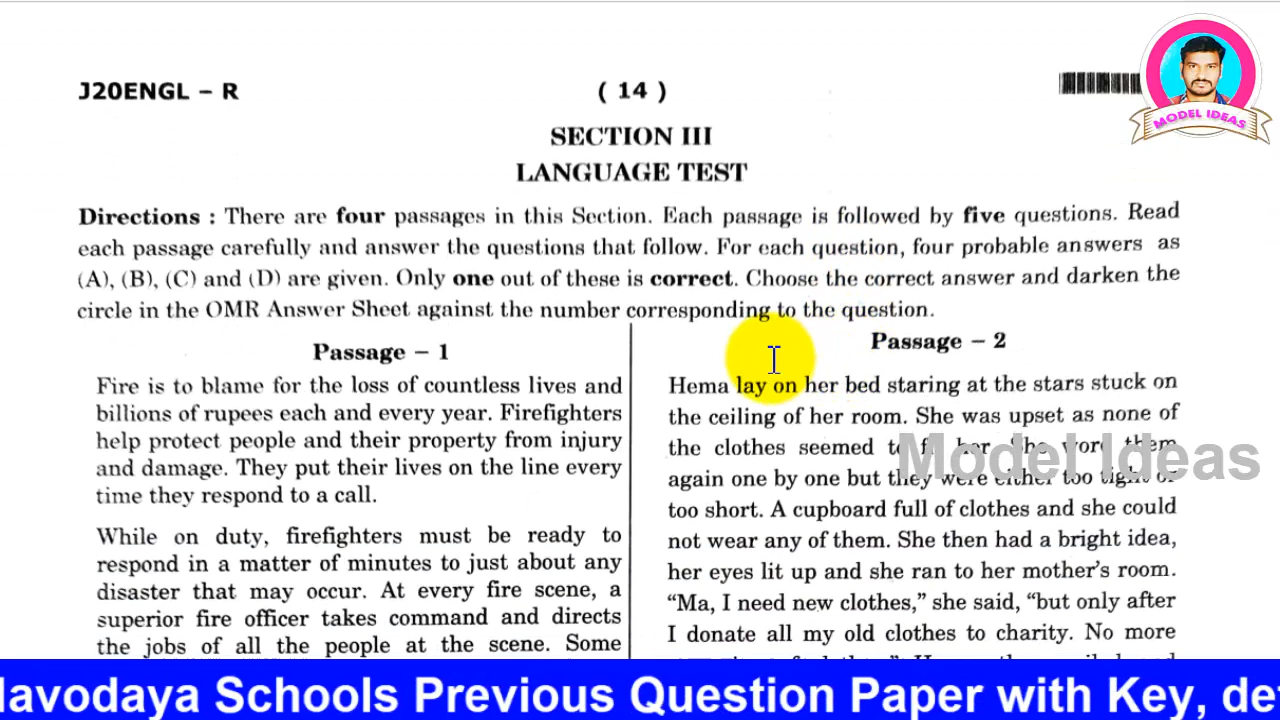 J20ENGL – R
( 14 )
MODEL IDEAS
SECTION III
LANGUAGE TEST
Directions : There are four passages in this Section. Each passage is followed by five questions. Read
each passage carefully and answer the questions that follow. For each question, four probable answers as
(A), (B), (C) and (D) are given. Only one out of these is correct. Choose the correct answer and darken the
circle in the OMR Answer Sheet against the number corresponding to the question.
Passage – 1
Fire is to blame for the loss of countless lives and
billions of rupees each and every year. Firefighters
help protect people and their property from injury
and damage. They put their lives on the line every
time they respond to a call.
While on duty, firefighters must be ready to
respond in a matter of minutes to just about any
disaster that may occur. At every fire scene, a
superior fire officer takes command and directs
the jobs of all the people at the scene. Some
Passage – 2
Hema lay on her bed staring at the stars stuck on
the ceiling of her room. She was upset as none of
the clothes seemed to her. She wore them
again one by one but they were either too tight or
too short. A cupboard full of clothes and she could
not wear any of them. She then had a bright idea,
her eyes lit up and she ran to her mother's room.
“Ma, I need new clothes,” she said, “but only after
I donate all my old clothes to charity. No more
Model Ideas
Navodaya Schools Previous Question Paper with Key, de